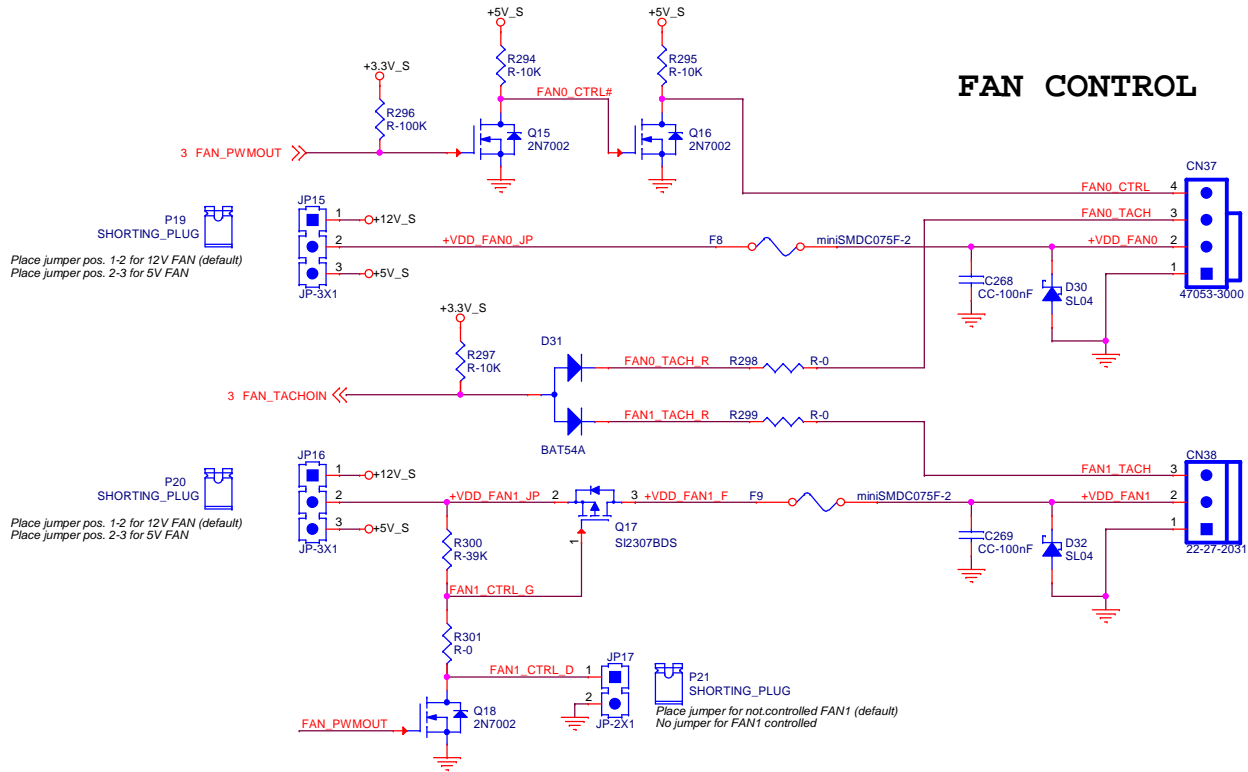 FAN CONTROL
+5V_S
+5V_S
R294
R-10K
R295
R-10K
+3.3V_S
FAN0_CTRL#
R296
R-100K
Q15
2N7002
Q16
2N7002
3 FAN_PWMOUT
CN37
FAN0_CTRL 4
FAN0_TACH 3
+VDD_FAN0 2
1
47053-3000
P19
SHORTING_PLUG
Place jumper pos. 1-2 for 12V FAN (default)
Place jumper pos. 2-3 for 5V FAN
JP15
1 +12V_S
2 +VDD_FAN0_JP
3 +5V_S
JP-3X1
F8 miniSMDC075F-2
C268
CC-100nF
D30
SL04
+3.3V_S
R297
R-10K
D31
FAN0_TACH_R R298 R-0
3 FAN_TACHOIN
FAN1_TACH_R R299 R-0
BAT54A
CN38
FAN1_TACH 3
+VDD_FAN1 2
1
22-27-2031
P20
SHORTING_PLUG
Place jumper pos. 1-2 for 12V FAN (default)
Place jumper pos. 2-3 for 5V FAN
JP16
1 +12V_S
2 +VDD_FAN1_JP
3 +5V_S
JP-3X1
2 3 +VDD_FAN1_F F9 miniSMDC075F-2
Q17
SI2307BDS
1
C269
CC-100nF
D32
SL04
R300
R-39K
FAN1_CTRL_G
R301
R-0
FAN1_CTRL_D
JP17
1
2
JP-2X1
P21
SHORTING_PLUG
Place jumper for not.controlled FAN1 (default)
No jumper for FAN1 controlled
FAN_PWMOUT
Q18
2N7002